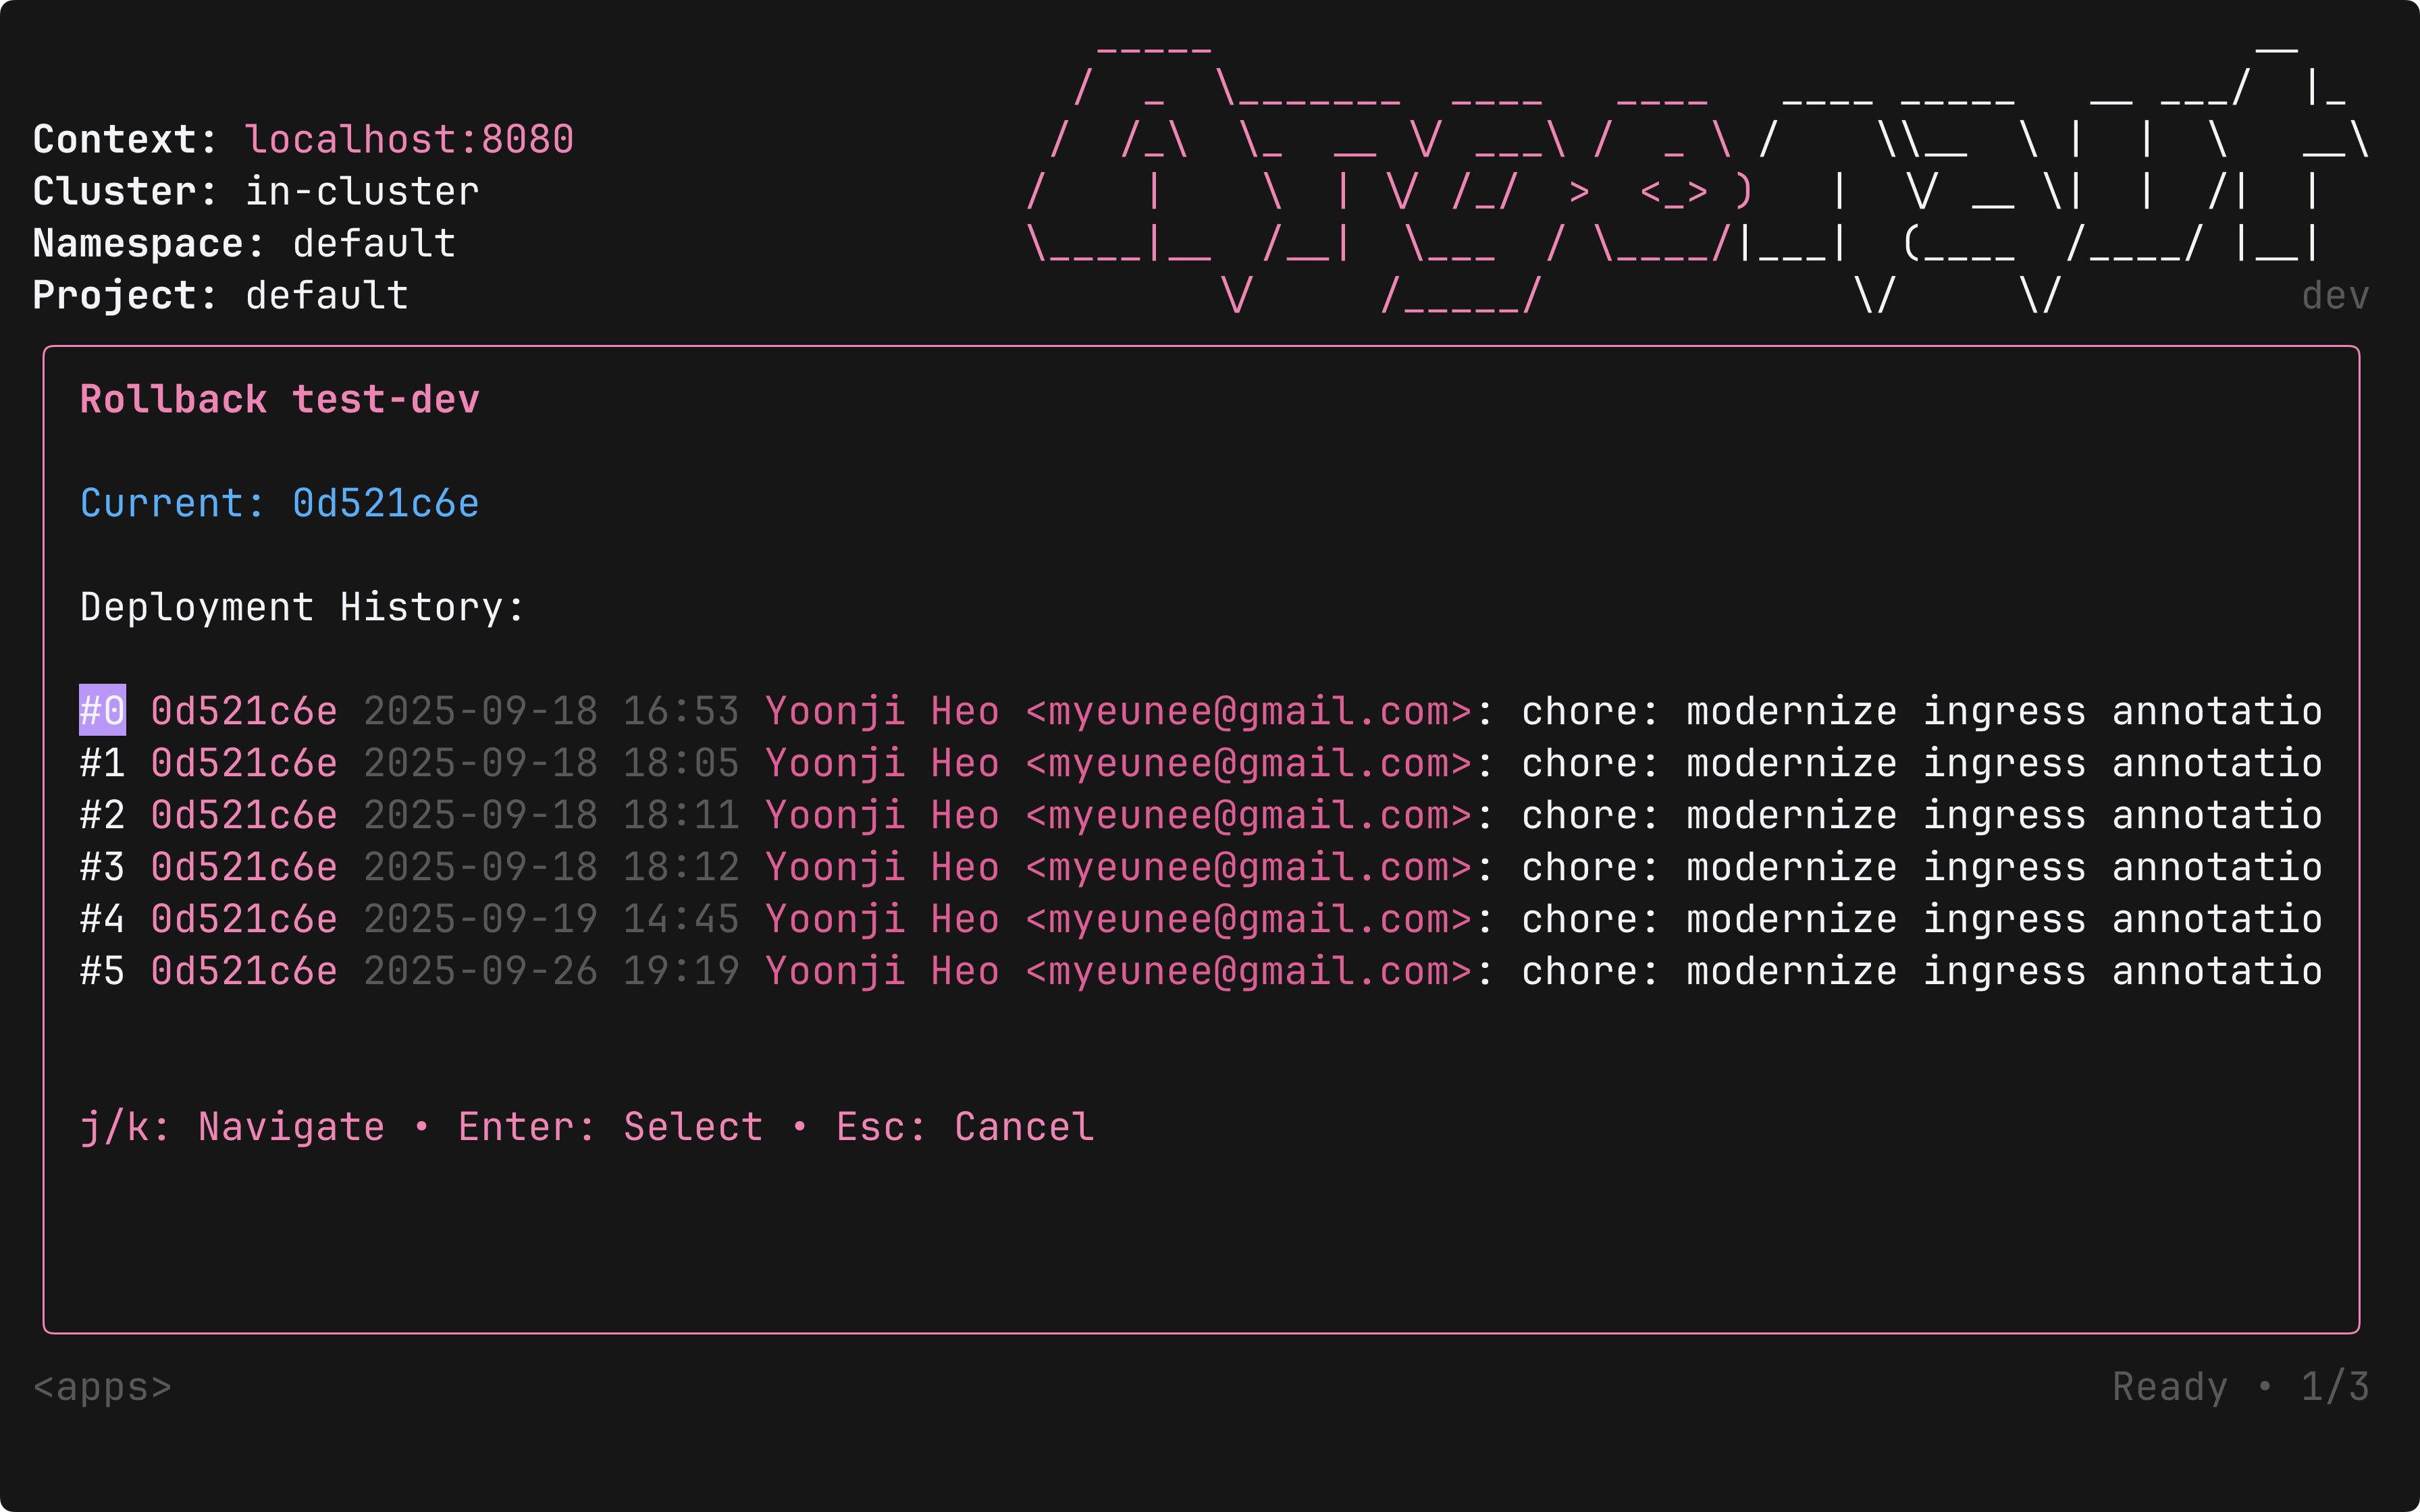 Context: localhost:8080
Cluster: in-cluster
Namespace: default
Project: default
Argonaut
dev
Rollback test-dev
Current: 0d521c6e
Deployment History:
#0 0d521c6e 2025-09-18 16:53 Yoonji Heo <myeunee@gmail.com>: chore: modernize ingress annotatio
#1 0d521c6e 2025-09-18 18:05 Yoonji Heo <myeunee@gmail.com>: chore: modernize ingress annotatio
#2 0d521c6e 2025-09-18 18:11 Yoonji Heo <myeunee@gmail.com>: chore: modernize ingress annotatio
#3 0d521c6e 2025-09-18 18:12 Yoonji Heo <myeunee@gmail.com>: chore: modernize ingress annotatio
#4 0d521c6e 2025-09-19 14:45 Yoonji Heo <myeunee@gmail.com>: chore: modernize ingress annotatio
#5 0d521c6e 2025-09-26 19:19 Yoonji Heo <myeunee@gmail.com>: chore: modernize ingress annotatio
j/k: Navigate • Enter: Select • Esc: Cancel
<apps>
Ready • 1/3